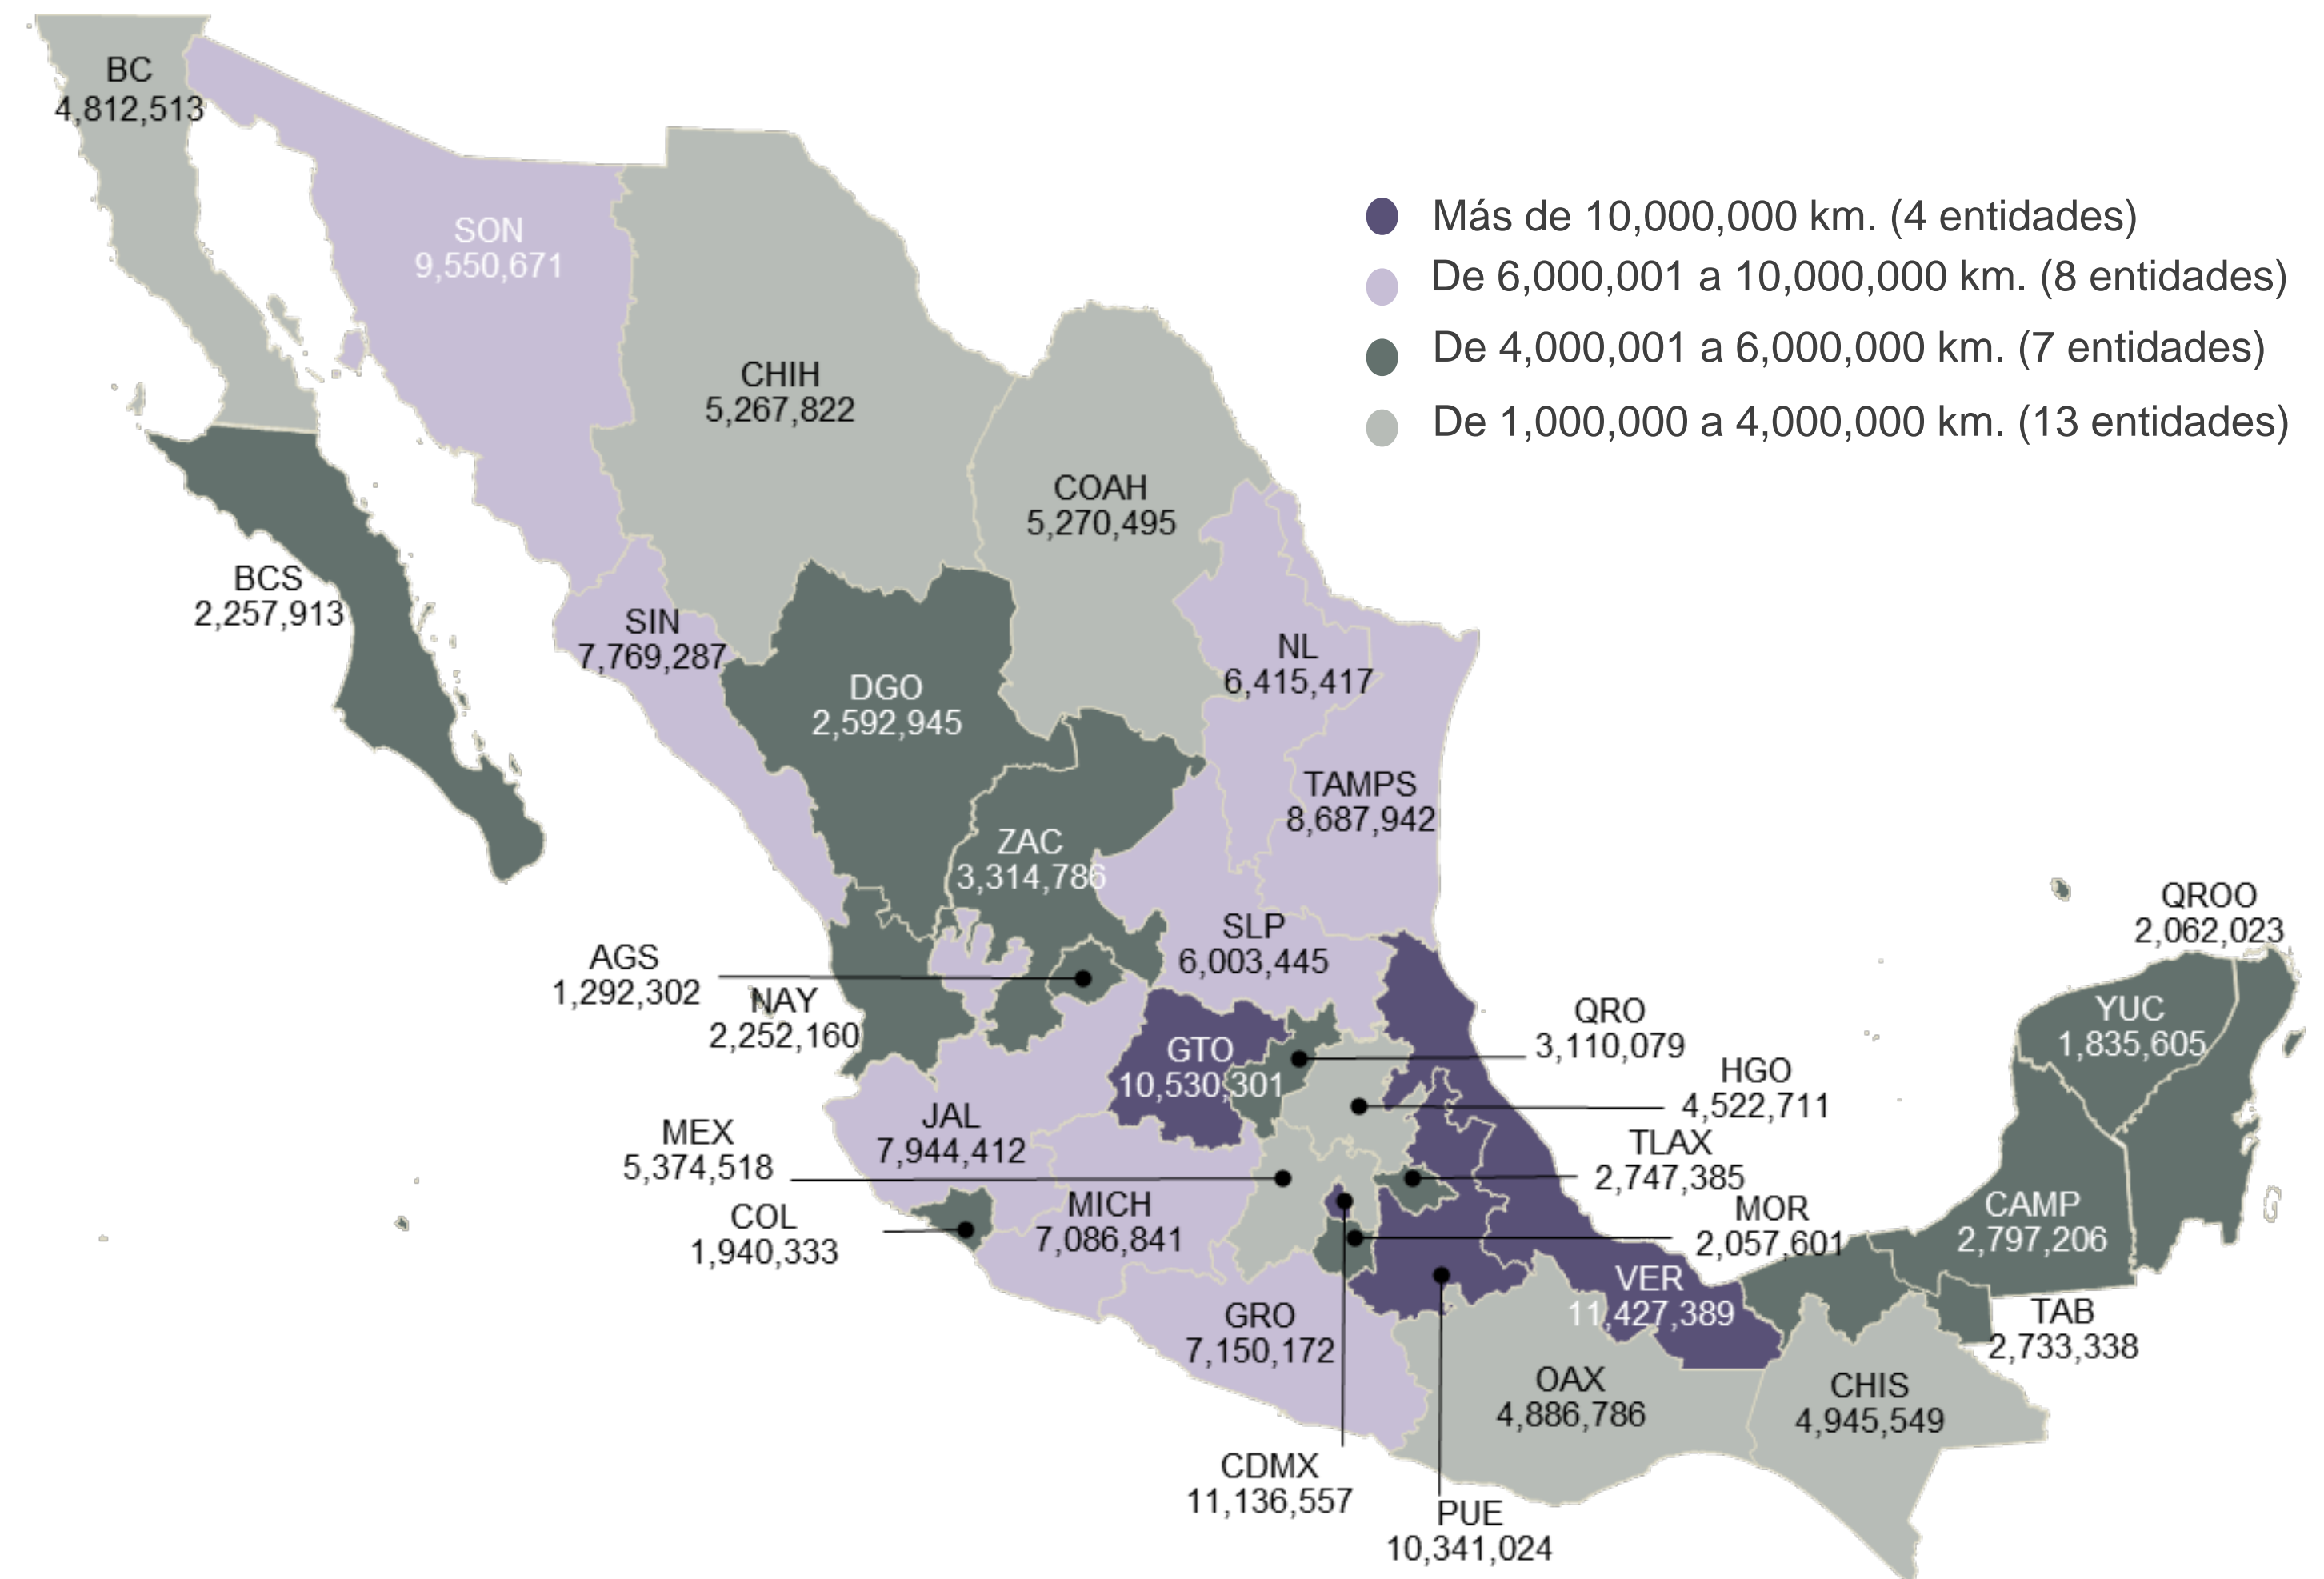 BC
4,812,513
SON
9,550,671
Más de 10,000,000 km. (4 entidades)
De 6,000,001 a 10,000,000 km. (8 entidades)
De 4,000,001 a 6,000,000 km. (7 entidades)
De 1,000,000 a 4,000,000 km. (13 entidades)
CHIH
5,267,822
COAH
5,270,495
BCS
2,257,913
SIN
7,769,287
NL
6,415,417
DGO
2,592,945
TAMPS
8,687,942
ZAC
3,314,786
SLP
6,003,445
QROO
2,062,023
AGS
1,292,302
NAY
2,252,160
GTO
10,530,301
QRO
3,110,079
YUC
1,835,605
HGO
4,522,711
JAL
7,944,412
MEX
5,374,518
TLAX
2,747,385
COL
1,940,333
MICH
7,086,841
MOR
2,057,601
CAMP
2,797,206
VER
11,427,389
GRO
7,150,172
TAB
2,733,338
OAX
4,886,786
CHIS
4,945,549
CDMX
11,136,557
PUE
10,341,024